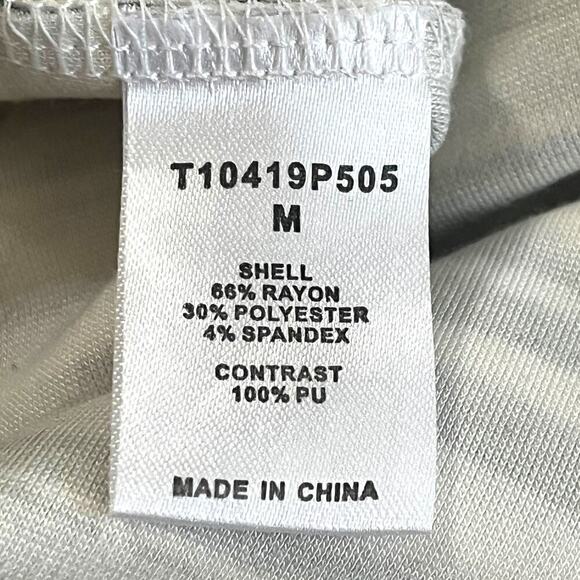 T10419P505
M
SHELL
66% RAYON
30% POLYESTER
4% SPANDEX
CONTRAST
100% PU
MADE IN CHINA